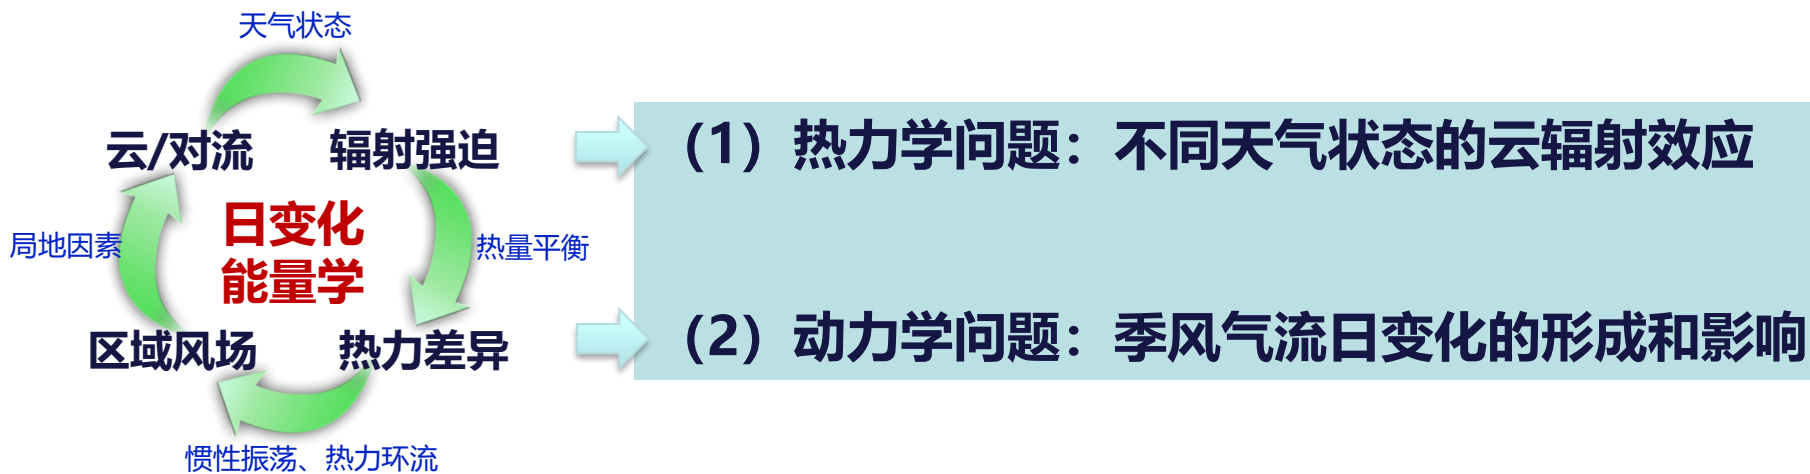 天气状态
云/对流
辐射强迫
（1）热力学问题：不同天气状态的云辐射效应
日变化
能量学
局地因素
热量平衡
区域风场
热力差异
（2）动力学问题：季风气流日变化的形成和影响
惯性振荡、热力环流